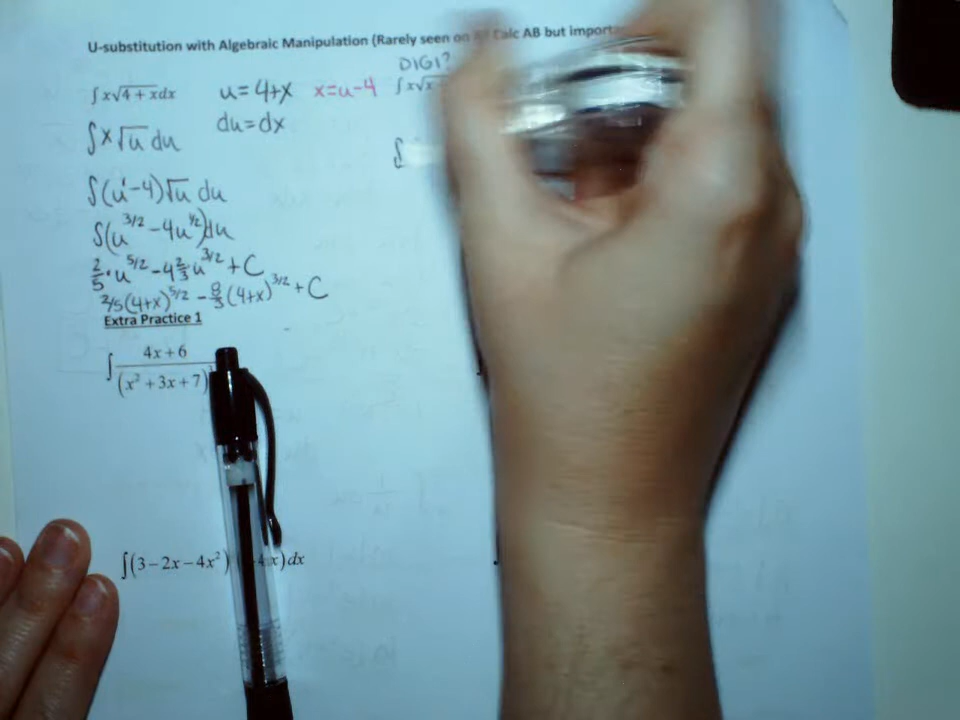 U-substitution with Algebraic Manipulation (Rarely seen on Calc AB but
∫x√4+xdx u=4+x x=u-4
du=dx
DIGI?
∫x√x
∫x√u du
∫
∫(u¹-4)√u du
∫(u^3/2 - 4u^1/2)du
2/5·u^5/2 - 4 2/3 u^3/2 + C
2/5(4+x)^5/2 - 8/3(4+x)^3/2 + C
Extra Practice 1
∫ 4x+6
(x²+3x+7)
∫(3-2x-4x²) x)dx